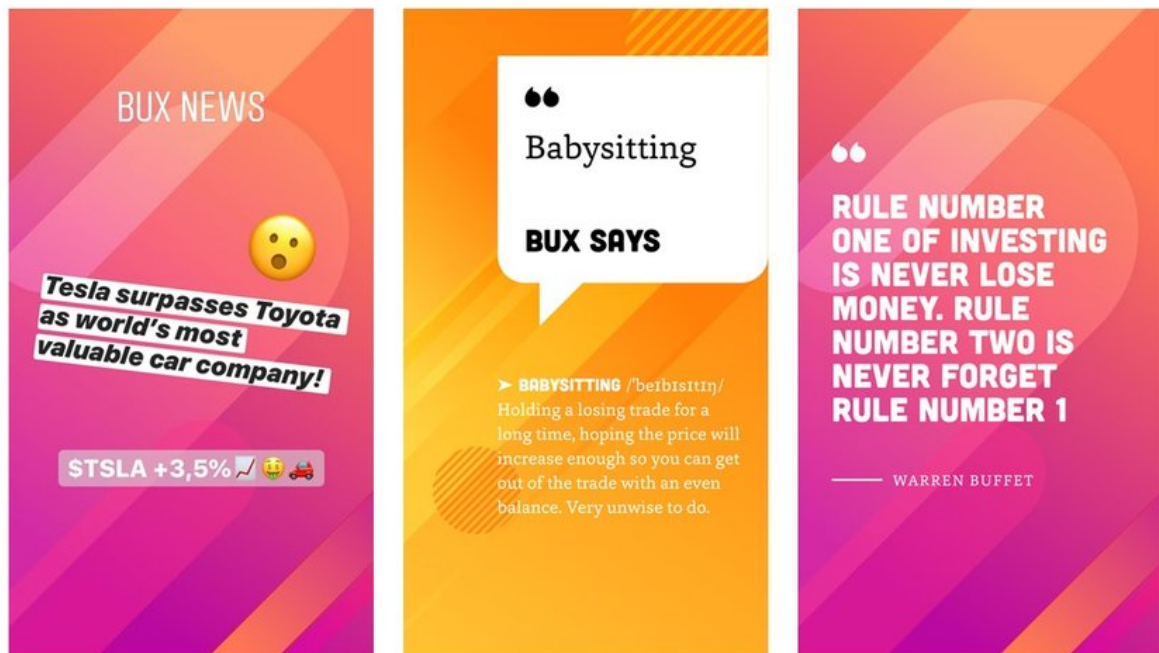 BUX NEWS
Tesla surpasses Toyota
as world's most
valuable car company!
$TSLA +3,5%📈🤑🚗
“
Babysitting
BUX SAYS
➤ BABYSITTING /'beɪbɪsɪtɪŋ/
Holding a losing trade for a
long time, hoping the price will
increase enough so you can get
out of the trade with an even
balance. Very unwise to do.
“
RULE NUMBER
ONE OF INVESTING
IS NEVER LOSE
MONEY. RULE
NUMBER TWO IS
NEVER FORGET
RULE NUMBER 1
WARREN BUFFET